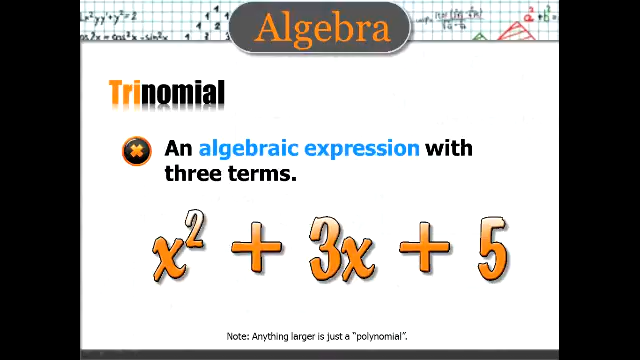 Algebra
Trinomial
An algebraic expression with
three terms.
x² + 3x + 5
Note: Anything larger is just a "polynomial".